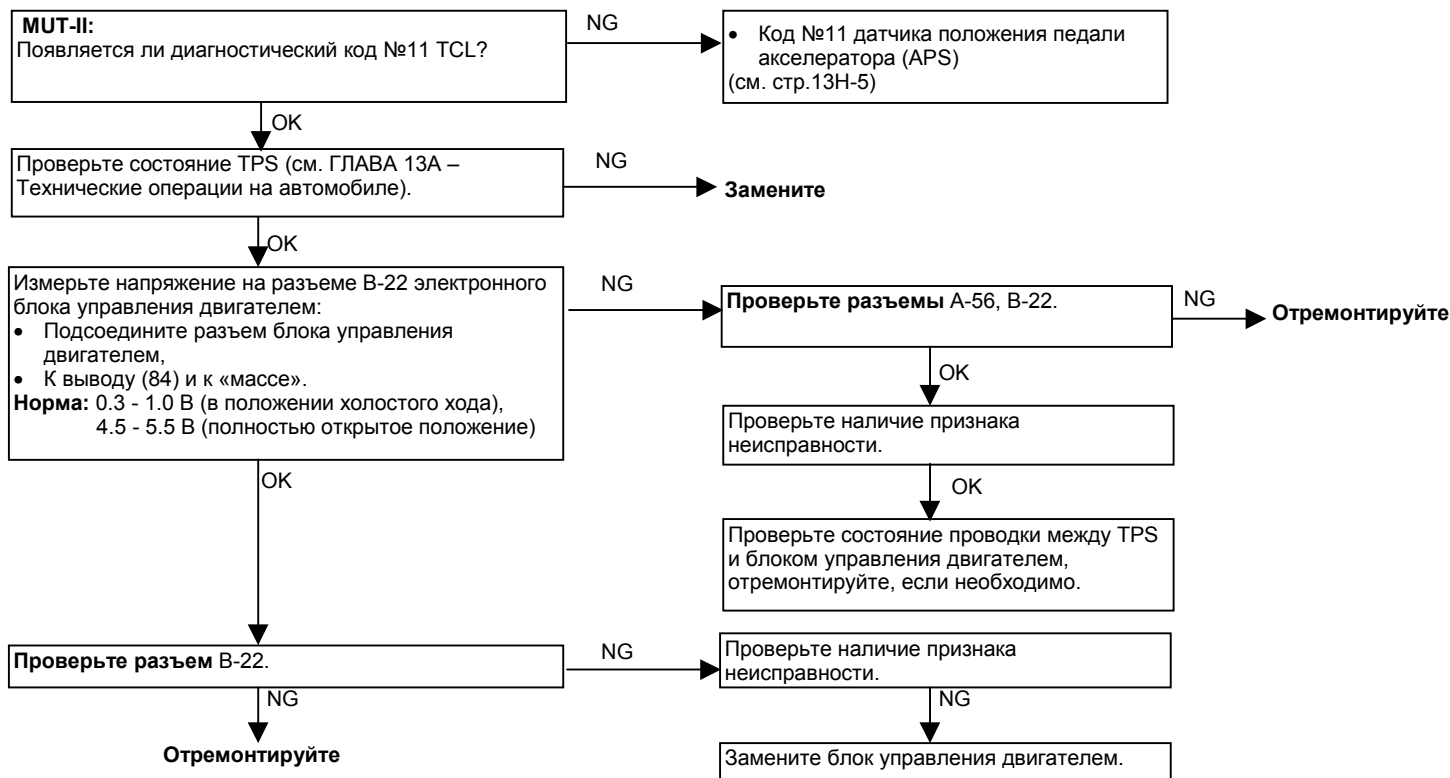 MUT-II:
Появляется ли диагностический код №11 TCL?
NG
• Код №11 датчика положения педали
акселератора (APS)
(см. стр.13H-5)
OK
Проверьте состояние TPS (см. ГЛАВА 13А –
Технические операции на автомобиле).
NG
Замените
OK
Измерьте напряжение на разъеме В-22 электронного
блока управления двигателем:
• Подсоедините разъем блока управления
двигателем,
• К выводу (84) и к «массе».
Норма: 0.3 - 1.0 В (в положении холостого хода),
4.5 - 5.5 В (полностью открытое положение)
NG
Проверьте разъемы А-56, В-22.
NG
Отремонтируйте
OK
Проверьте наличие признака
неисправности.
OK
Проверьте состояние проводки между TPS
и блоком управления двигателем,
отремонтируйте, если необходимо.
OK
Проверьте разъем В-22.
NG
Проверьте наличие признака
неисправности.
NG
Отремонтируйте
NG
Замените блок управления двигателем.